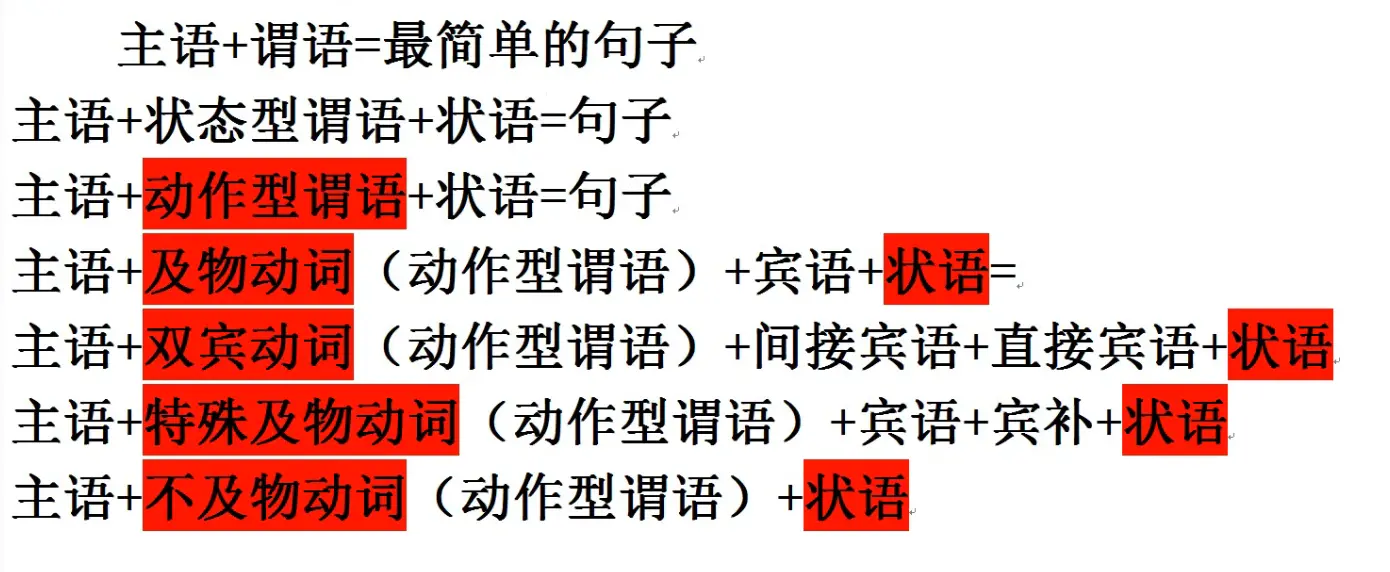 主语+谓语=最简单的句子
主语+状态型谓语+状语=句子
主语+动作型谓语+状语=句子
主语+及物动词（动作型谓语）+宾语+状语=
主语+双宾动词（动作型谓语）+间接宾语+直接宾语+状语
主语+特殊及物动词（动作型谓语）+宾语+宾补+状语
主语+不及物动词（动作型谓语）+状语